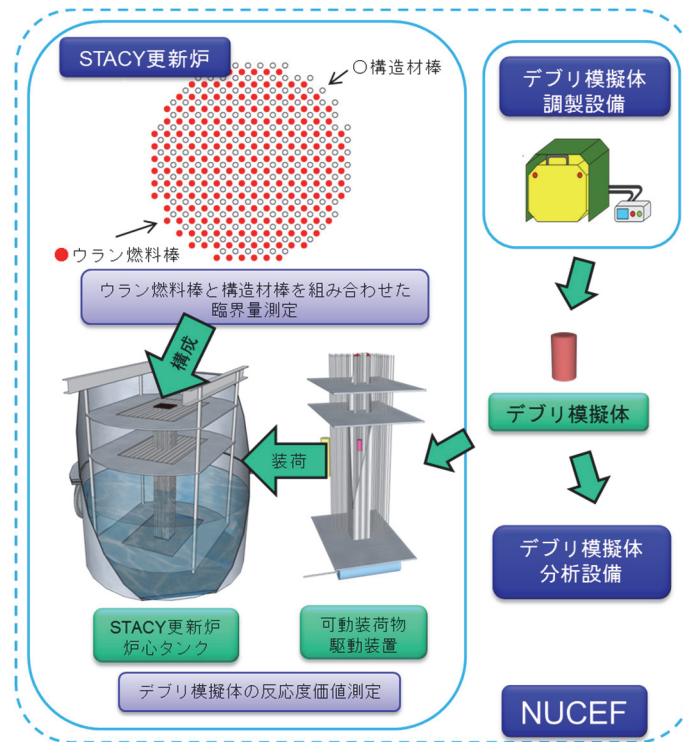 STACY更新炉
○構造材棒
●ウラン燃料棒
ウラン燃料棒と構造材棒を組み合わせた
臨界量測定
構成
装荷
STACY更新炉
炉心タンク
可動装荷物
駆動装置
デブリ模擬体の反応度価値測定
デブリ模擬体
調製設備
デブリ模擬体
デブリ模擬体
分析設備
NUCEF